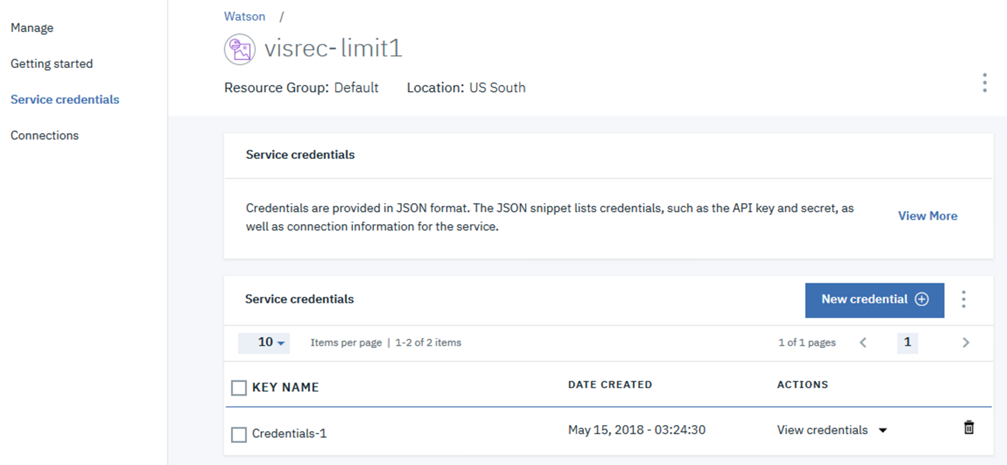 Manage
Getting started
Service credentials
Connections
Watson /
visrec-limit1
Resource Group: Default Location: US South
Service credentials
Credentials are provided in JSON format. The JSON snippet lists credentials, such as the API key and secret, as
well as connection information for the service.
View More
Service credentials
New credential
10 Items per page | 1-2 of 2 items 1 of 1 pages 1
KEY NAME DATE CREATED ACTIONS
Credentials-1 May 15, 2018 - 03:24:30 View credentials